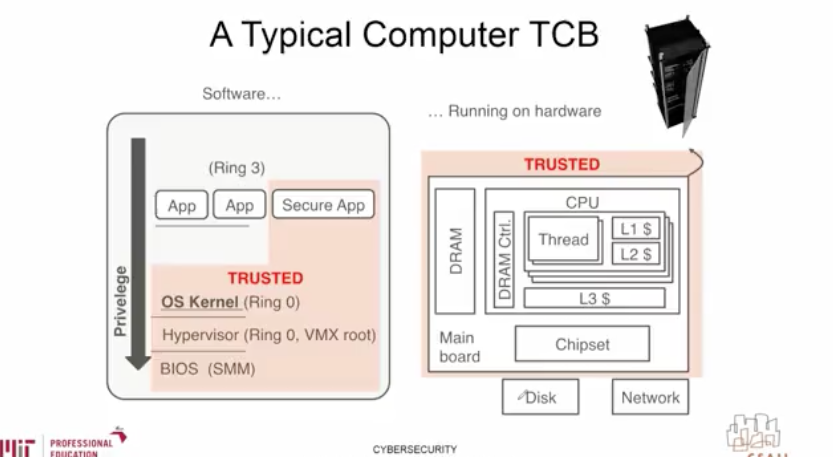 A Typical Computer TCB
Software…
… Running on hardware
Privelege
(Ring 3)
App
App
Secure App
TRUSTED
OS Kernel (Ring 0)
Hypervisor (Ring 0, VMX root)
BIOS (SMM)
TRUSTED
DRAM
CPU
DRAM Ctrl.
Thread
L1 $
L2 $
L3 $
Main
board
Chipset
Disk
Network
MIT
PROFESSIONAL
EDUCATION
CYBERSECURITY